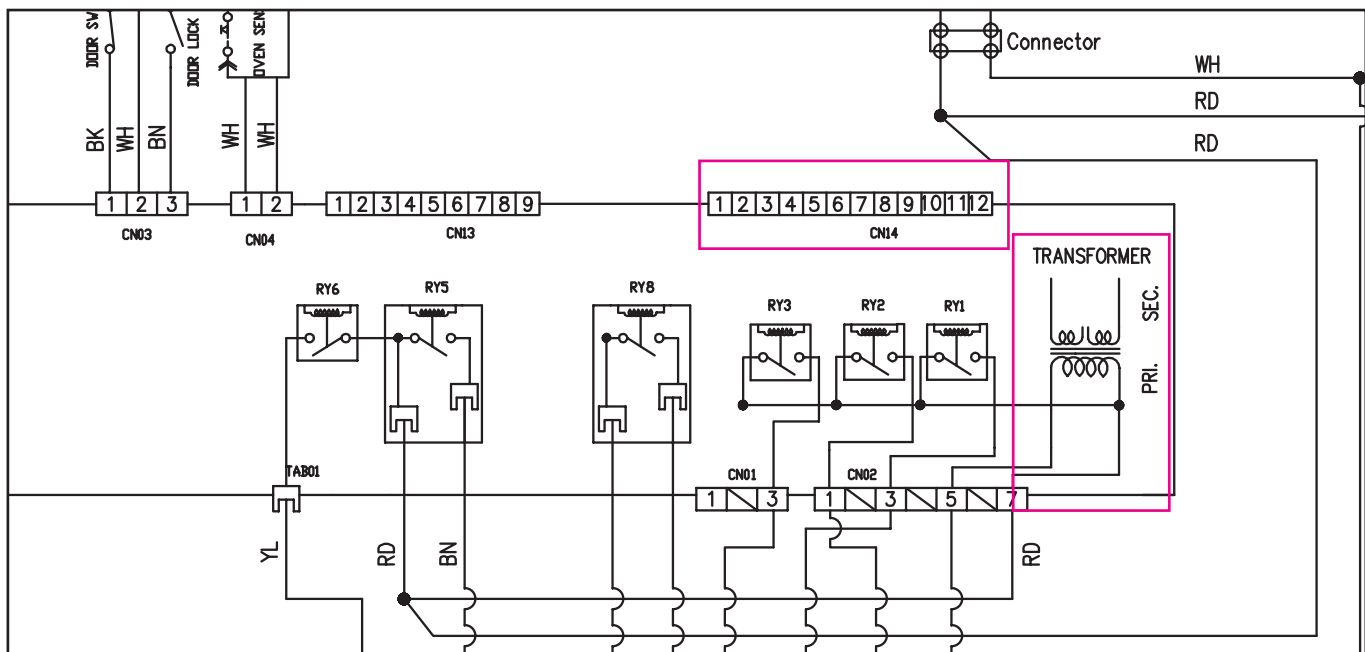 DOOR SW
DOOR LOCK
OVEN SEN
Connector
WH
RD
RD
BK
WH
BN
WH
WH
1 2 3
1 2
1 2 3 4 5 6 7 8 9
1 2 3 4 5 6 7 8 9 10 11 12
CN03
CN04
CN13
CN14
TRANSFORMER
SEC.
PRI.
RY6
RY5
RY8
RY3
RY2
RY1
TAB01
CN01
CN02
1 3
1 3 5 7
YL
RD
BN
RD